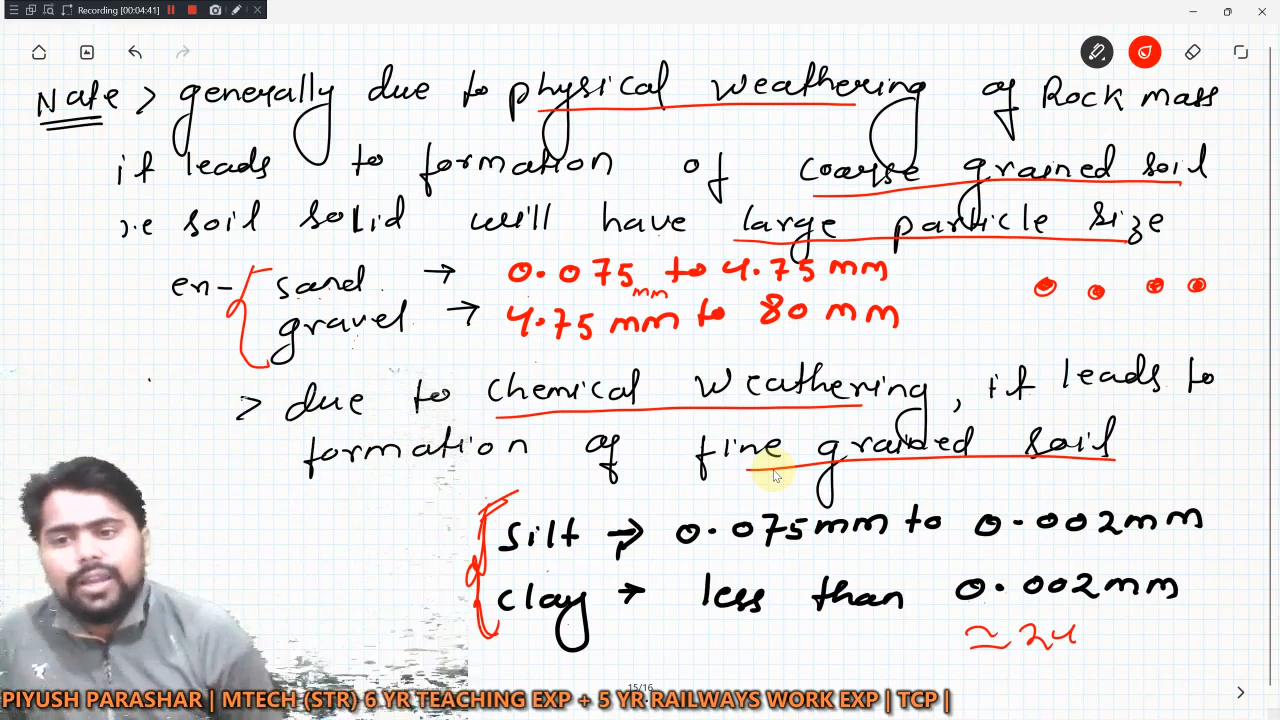 Recording [00:04:41]
Note > generally due to physical weathering of Rock mass
it leads to formation of coarse grained soil
i.e soil solid will have large particle size
en- sand → 0.075 mm to 4.75 mm
gravel → 4.75 mm to 80 mm
> due to chemical weathering, it leads to
formation of fine grained soil
silt → 0.075mm to 0.002mm
clay → less than 0.002mm
≃ 2μ
15/16
PIYUSH PARASHAR | MTECH (STR) 6 YR TEACHING EXP + 5 YR RAILWAYS WORK EXP | TCP |